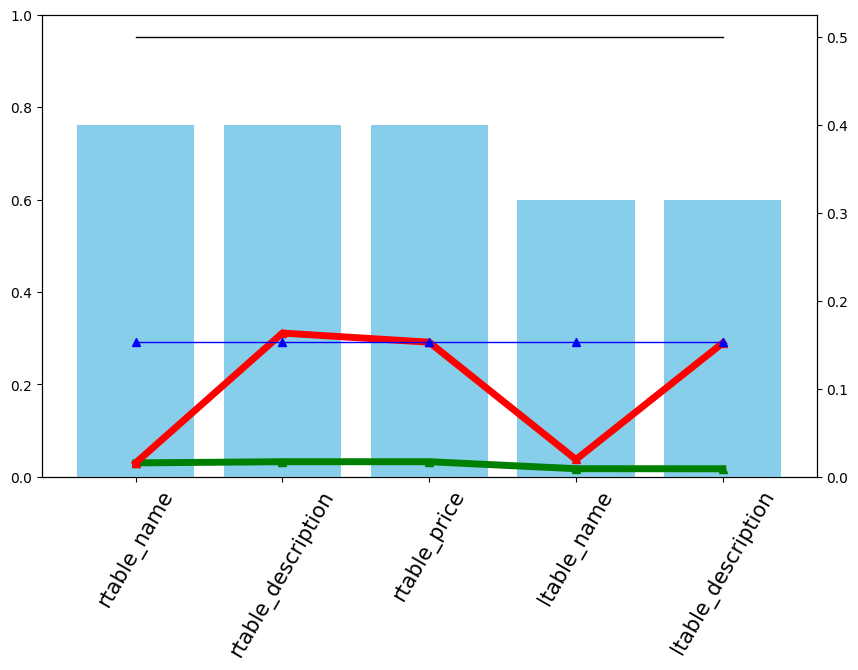 1.0
0.8
0.6
0.4
0.2
0.0
0.5
0.4
0.3
0.2
0.1
0.0
rtable_name
rtable_description
rtable_price
ltable_name
ltable_description